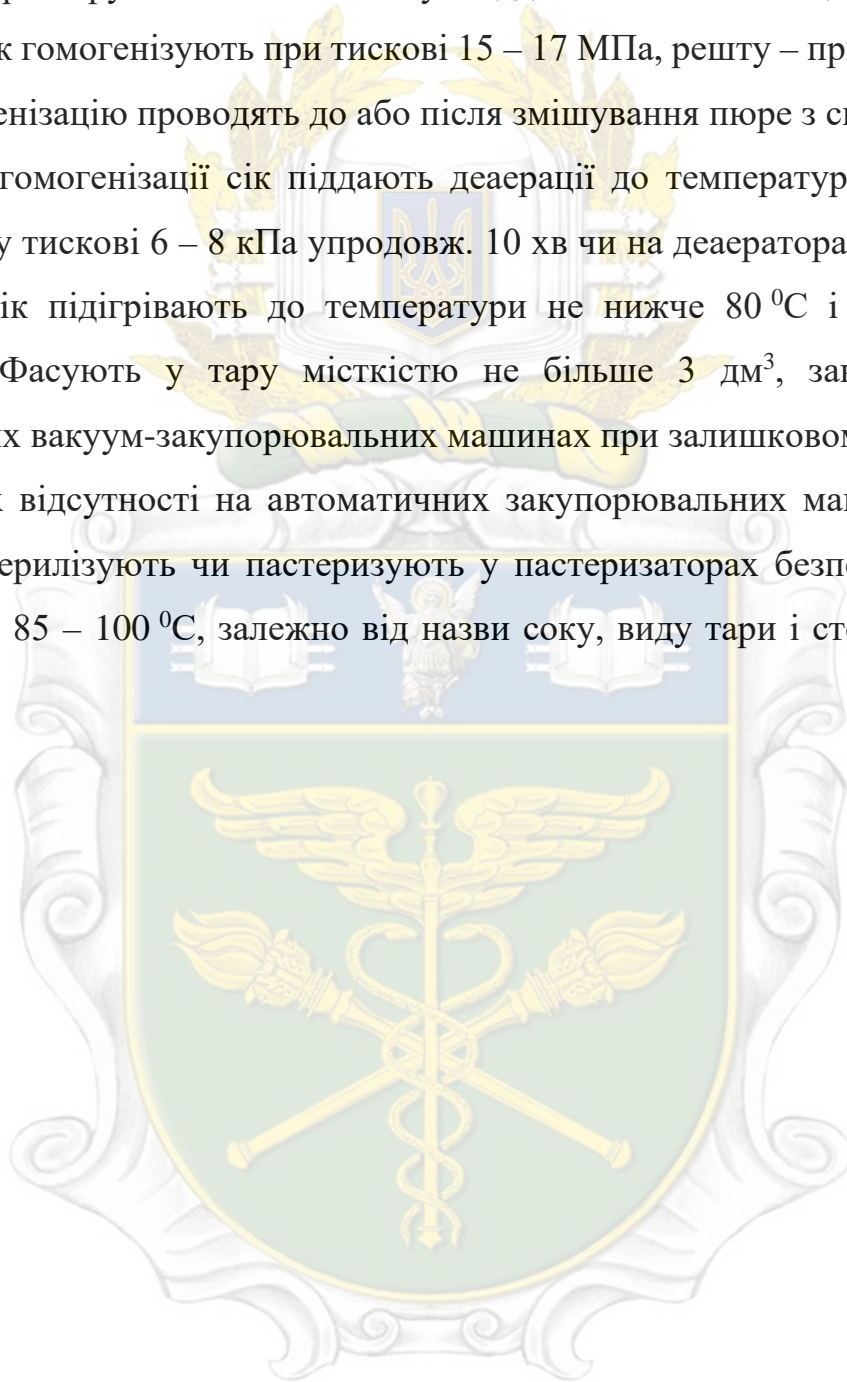 к гомогенізують при тискові 15 – 17 МПа, решту – пр
енізацію проводять до або після змішування пюре з с
гомогенізації сік піддають деаерації до температур
у тискові 6 – 8 кПа упродовж. 10 хв чи на деаератора
ік підігрівають до температури не нижче 80 ⁰С і
Фасують у тару місткістю не більше 3 дм³, зак
их вакуум-закупорювальних машинах при залишковом
х відсутності на автоматичних закупорювальних ма
ерилізують чи пастеризують у пастеризаторах безп
85 – 100 ⁰С, залежно від назви соку, виду тари і ст